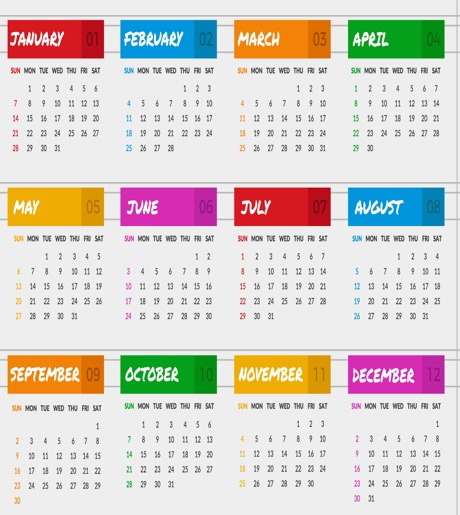 JANUARY 01
SUN MON TUE WED THU FRI SAT
1 2 3 4 5 6
7 8 9 10 11 12 13
14 15 16 17 18 19 20
21 22 23 24 25 26 27
28 29 30 31
FEBRUARY 02
SUN MON TUE WED THU FRI SAT
1 2 3
4 5 6 7 8 9 10
11 12 13 14 15 16 17
18 19 20 21 22 23 24
25 26 27 28
MARCH 03
SUN MON TUE WED THU FRI SAT
1 2 3
4 5 6 7 8 9 10
11 12 13 14 15 16 17
18 19 20 21 22 23 24
25 26 27 28 29 30 31
APRIL 04
SUN MON TUE WED THU FRI SAT
1 2 3 4 5 6 7
8 9 10 11 12 13 14
15 16 17 18 19 20 21
22 23 24 25 26 27 28
29 30
MAY 05
SUN MON TUE WED THU FRI SAT
1 2 3 4 5
6 7 8 9 10 11 12
13 14 15 16 17 18 19
20 21 22 23 24 25 26
27 28 29 30 31
JUNE 06
SUN MON TUE WED THU FRI SAT
1 2
3 4 5 6 7 8 9
10 11 12 13 14 15 16
17 18 19 20 21 22 23
24 25 26 27 28 29 30
JULY 07
SUN MON TUE WED THU FRI SAT
1 2 3 4 5 6 7
8 9 10 11 12 13 14
15 16 17 18 19 20 21
22 23 24 25 26 27 28
29 30 31
AUGUST 08
SUN MON TUE WED THU FRI SAT
1 2 3 4
5 6 7 8 9 10 11
12 13 14 15 16 17 18
19 20 21 22 23 24 25
26 27 28 29 30 31
SEPTEMBER 09
SUN MON TUE WED THU FRI SAT
1
2 3 4 5 6 7 8
9 10 11 12 13 14 15
16 17 18 19 20 21 22
23 24 25 26 27 28 29
30
OCTOBER 10
SUN MON TUE WED THU FRI SAT
1 2 3 4 5 6
7 8 9 10 11 12 13
14 15 16 17 18 19 20
21 22 23 24 25 26 27
28 29 30 31
NOVEMBER 11
SUN MON TUE WED THU FRI SAT
1 2 3
4 5 6 7 8 9 10
11 12 13 14 15 16 17
18 19 20 21 22 23 24
25 26 27 28 29 30
DECEMBER 12
SUN MON TUE WED THU FRI SAT
1
2 3 4 5 6 7 8
9 10 11 12 13 14 15
16 17 18 19 20 21 22
23 24 25 26 27 28 29
30 31